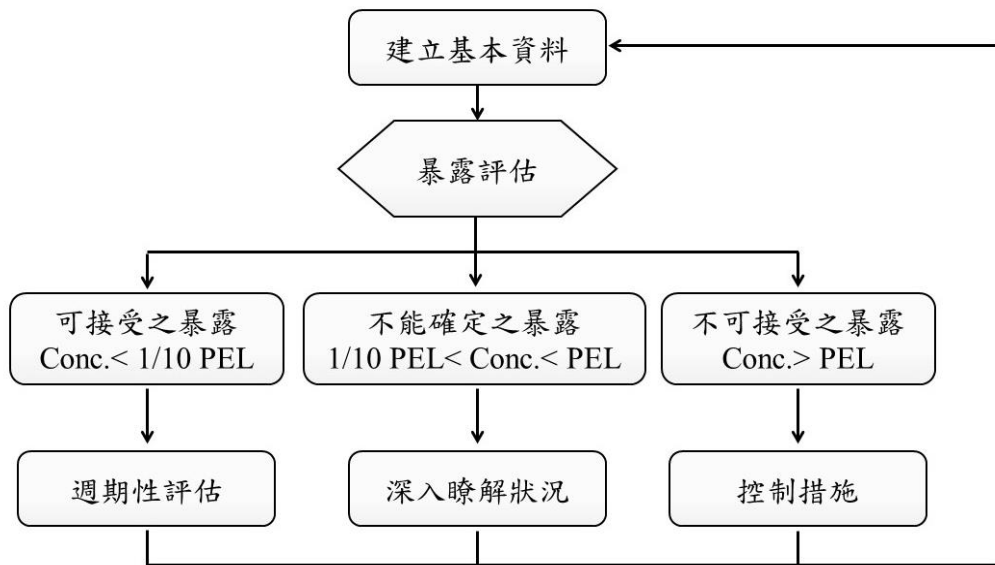 建立基本資料
暴露評估
可接受之暴露
Conc.< 1/10 PEL
不能確定之暴露
1/10 PEL< Conc.< PEL
不可接受之暴露
Conc.> PEL
週期性評估
深入瞭解狀況
控制措施